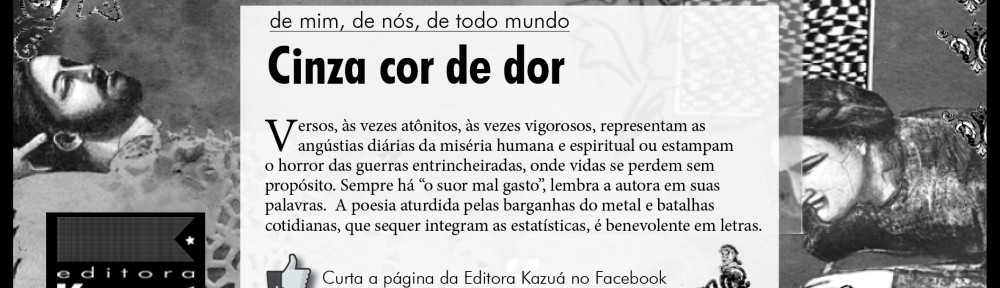 de mim, de nós, de todo mundo
Cinza cor de dor
Versos, às vezes atônitos, às vezes vigorosos, representam as
angústias diárias da miséria humana e espiritual ou estampam
o horror das guerras entrincheiradas, onde vidas se perdem sem
propósito. Sempre há “o suor mal gasto”, lembra a autora em suas
palavras.  A poesia aturdida pelas barganhas do metal e batalhas
cotidianas, que sequer integram as estatísticas, é benevolente em letras.
editora
Curta a página da Editora Kazuá no Facebook